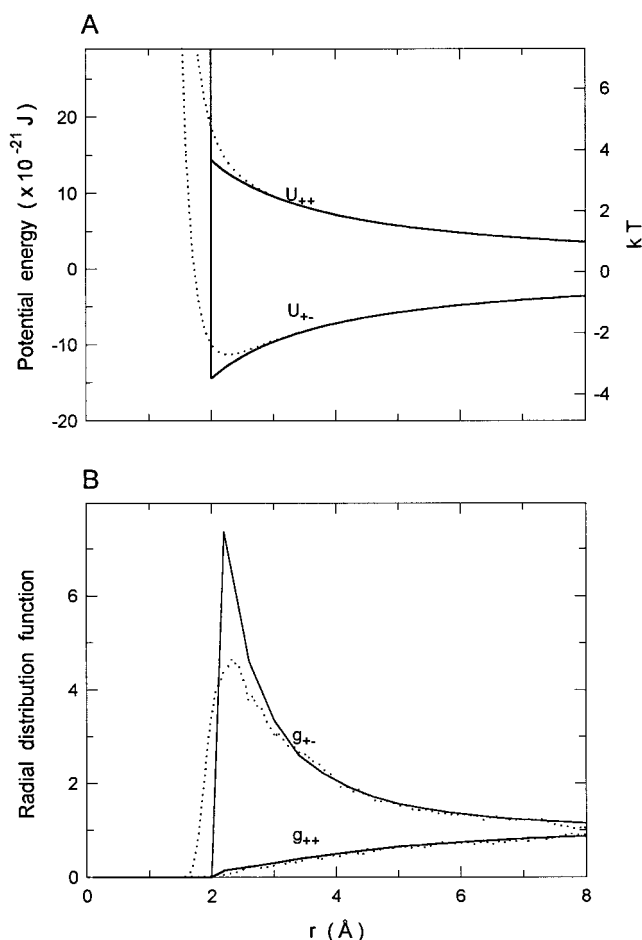 A
Potential energy ( x 10⁻²¹ J )
20
10
0
-10
-20
6
4
2
0
-2
-4
kT
U++
U+-
B
Radial distribution function
6
4
2
0
g+-
g++
0
2
4
6
8
r (Å)